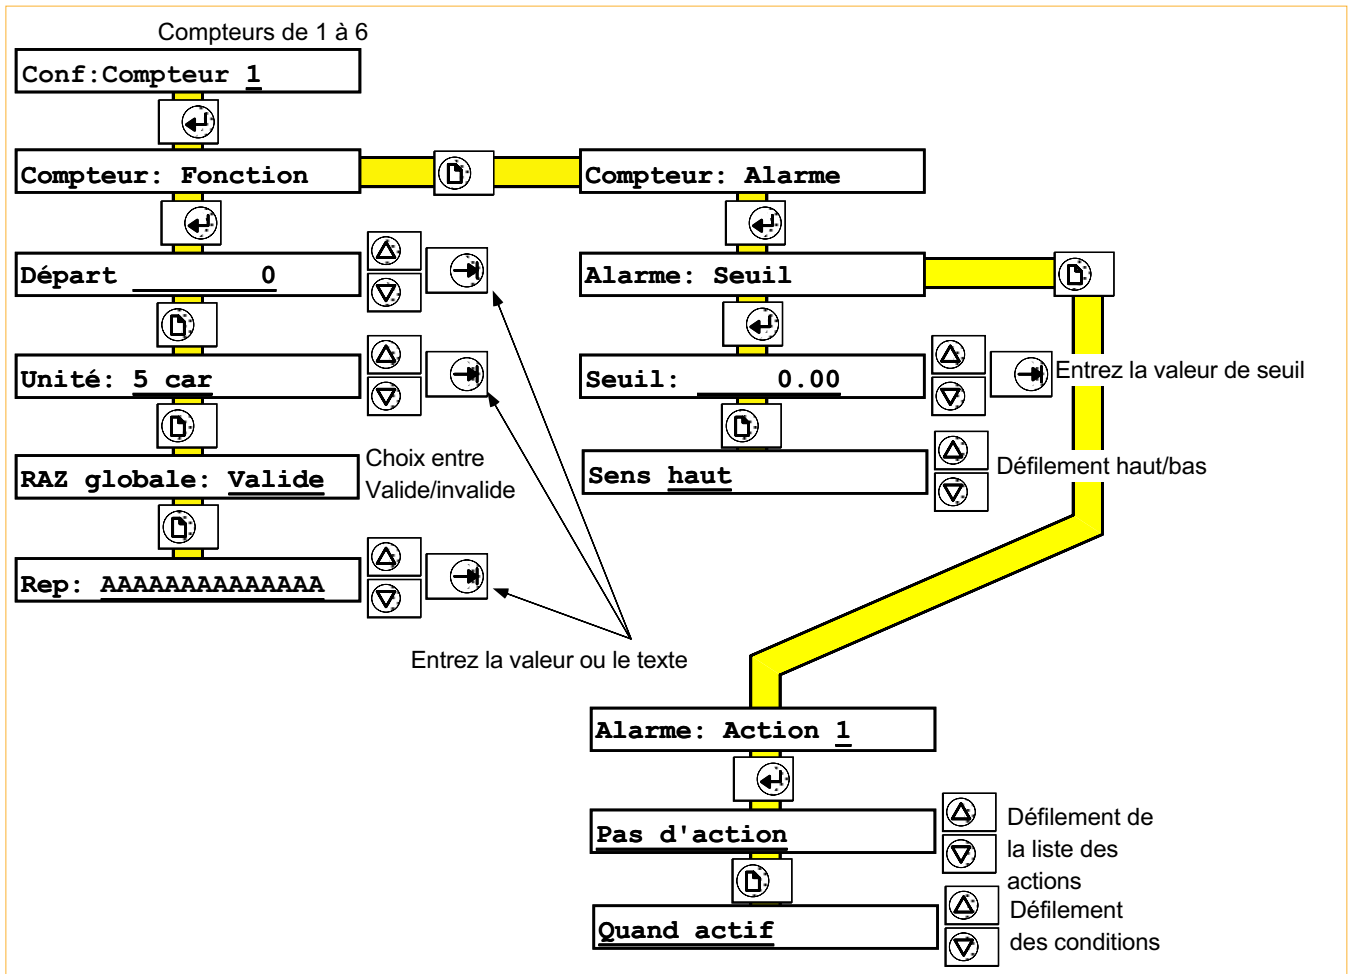 Compteurs de 1 à 6
Conf:Compteur 1
Compteur: Fonction
Compteur: Alarme
Départ 0
Alarme: Seuil
Unité: 5 car
Seuil: 0.00
Entrez la valeur de seuil
RAZ globale: Valide
Choix entre
Valide/invalide
Sens haut
Défilement haut/bas
Rep: AAAAAAAAAAAAAA
Entrez la valeur ou le texte
Alarme: Action 1
Pas d'action
Défilement de
la liste des
actions
Quand actif
Défilement
des conditions